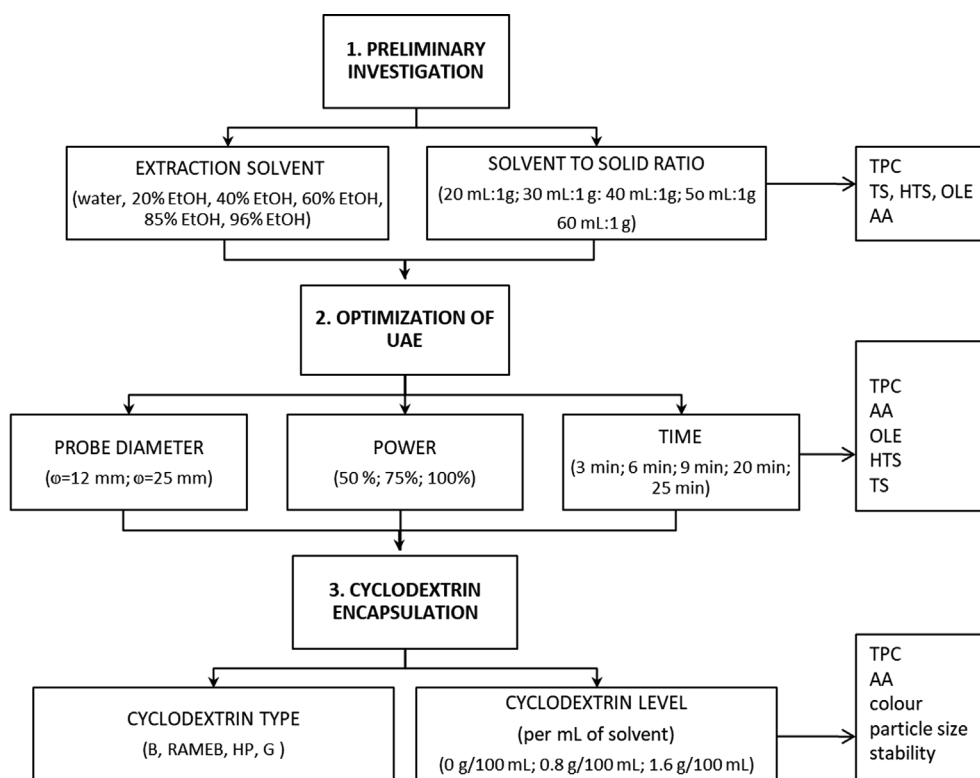 1. PRELIMINARY
INVESTIGATION
EXTRACTION SOLVENT
(water, 20% EtOH, 40% EtOH, 60% EtOH,
85% EtOH, 96% EtOH)
SOLVENT TO SOLID RATIO
(20 mL:1g; 30 mL:1 g: 40 mL:1g; 5o mL:1g
60 mL:1 g)
TPC
TS, HTS, OLE
AA
2. OPTIMIZATION OF
UAE
PROBE DIAMETER
(φ=12 mm; φ=25 mm)
POWER
(50 %; 75%; 100%)
TIME
(3 min; 6 min; 9 min; 20 min;
25 min)
TPC
AA
OLE
HTS
TS
3. CYCLODEXTRIN
ENCAPSULATION
CYCLODEXTRIN TYPE
(B, RAMEB, HP, G )
CYCLODEXTRIN LEVEL
(per mL of solvent)
(0 g/100 mL; 0.8 g/100 mL; 1.6 g/100 mL)
TPC
AA
colour
particle size
stability